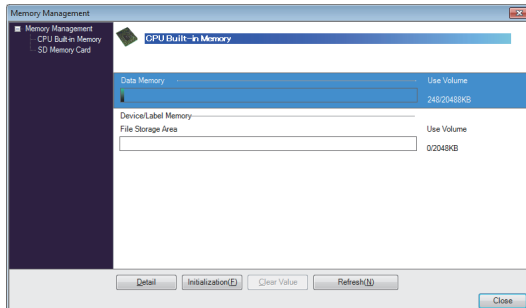 Memory Management
Memory Management
CPU Built-in Memory
SD Memory Card
CPU Built-in Memory
Data Memory
Use Volume
248/20488KB
Device/Label Memory
File Storage Area
Use Volume
0/2048KB
Detail
Initialization(F)
Clear Value
Refresh(N)
Close